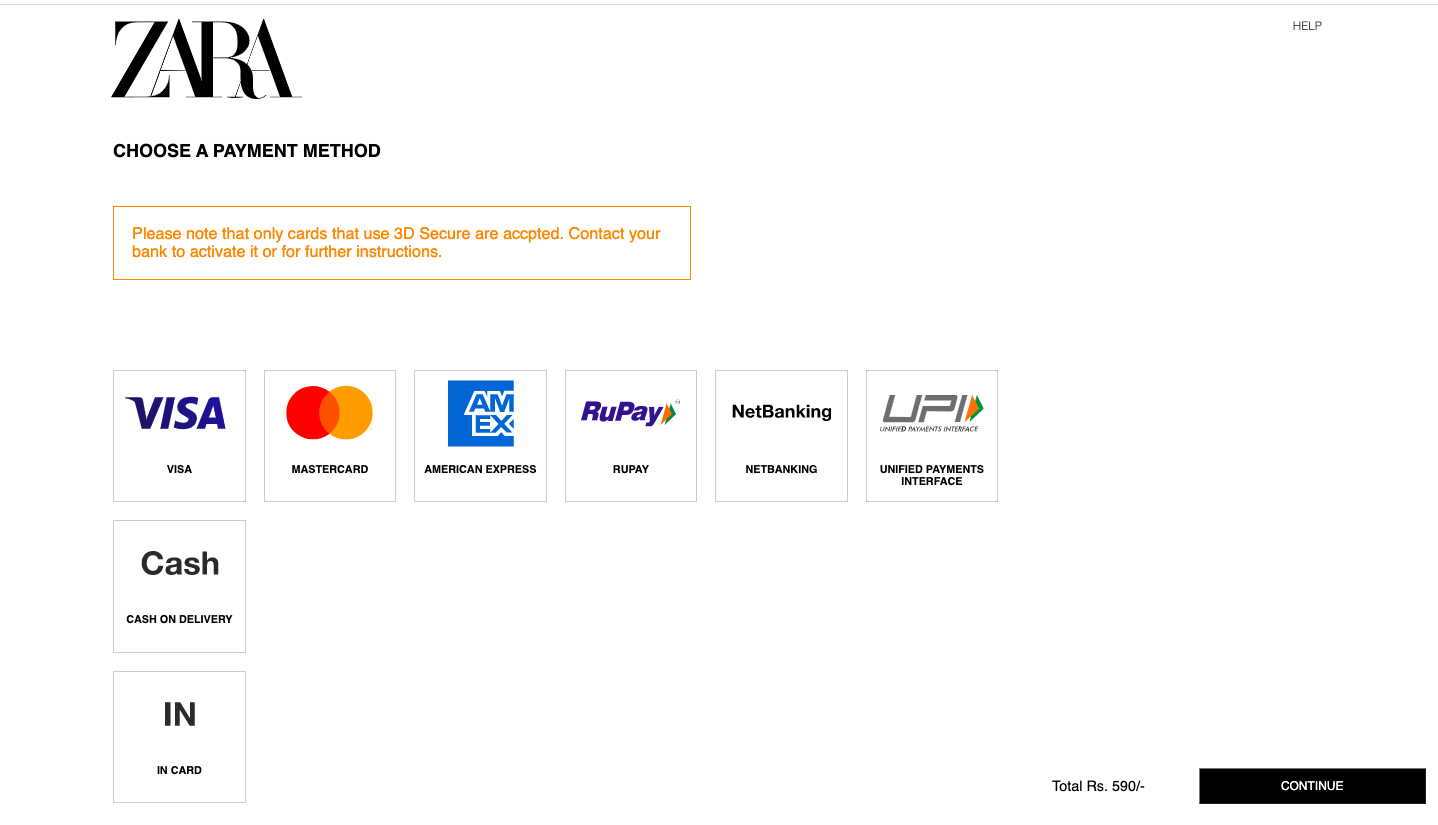 HELP
ZARA
CHOOSE A PAYMENT METHOD
Please note that only cards that use 3D Secure are accpted. Contact your
bank to activate it or for further instructions.
VISA
AM
EX
RuPay
NetBanking
UPI
UNIFIED PAYMENTS INTERFACE
VISA
MASTERCARD
AMERICAN EXPRESS
RUPAY
NETBANKING
UNIFIED PAYMENTS
INTERFACE
Cash
CASH ON DELIVERY
IN
IN CARD
Total Rs. 590/-
CONTINUE